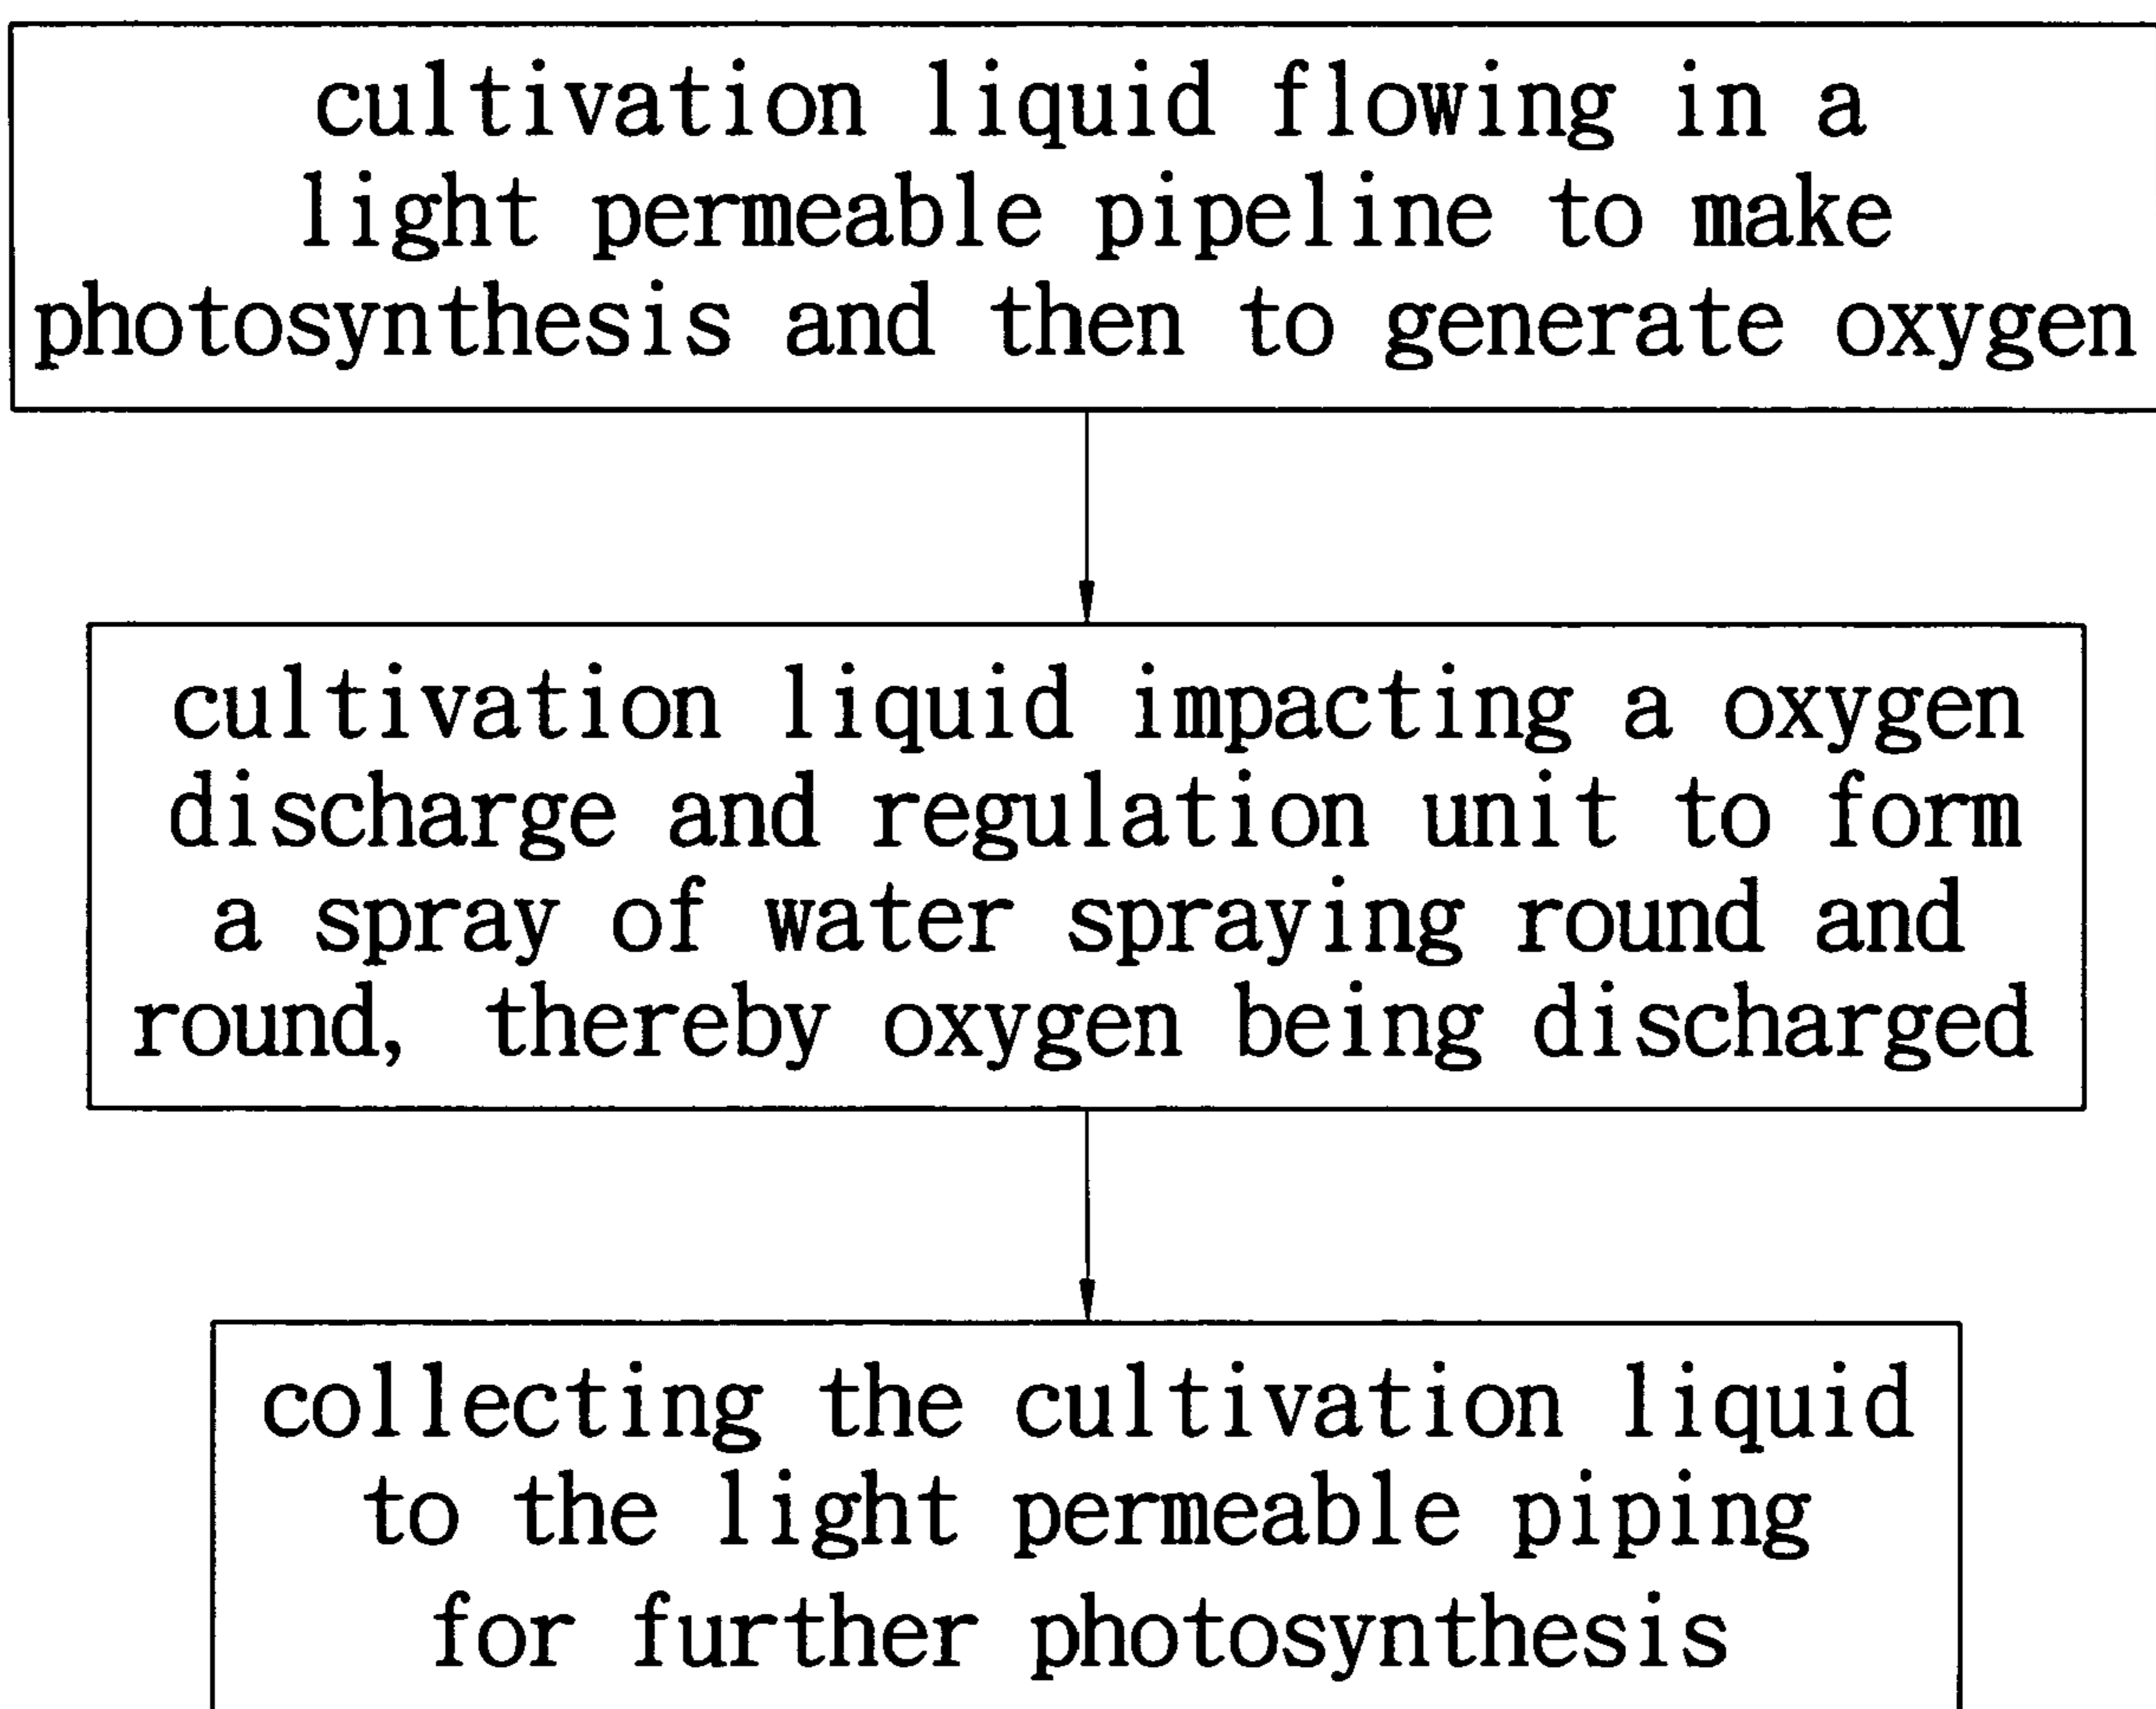 cultivation liquid flowing in a
light permeable pipeline to make
photosynthesis and then to generate oxygen
cultivation liquid impacting a oxygen
discharge and regulation unit to form
a spray of water spraying round and
round, thereby oxygen being discharged
collecting the cultivation liquid
to the light permeable piping
for further photosynthesis